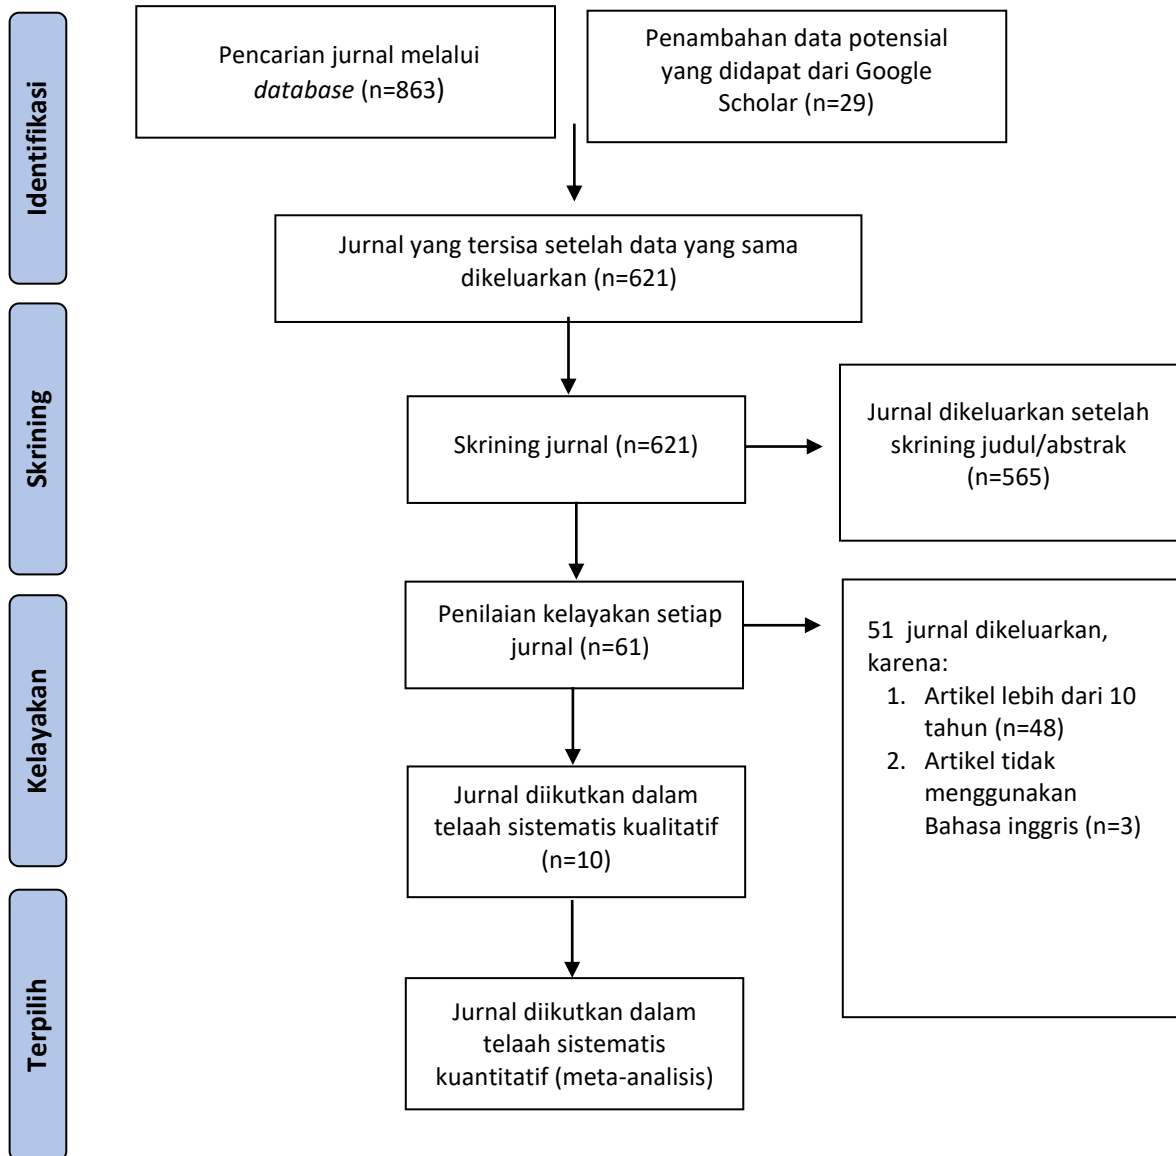 Identifikasi
Pencarian jurnal melalui
database (n=863)
Penambahan data potensial
yang didapat dari Google
Scholar (n=29)
Jurnal yang tersisa setelah data yang sama
dikeluarkan (n=621)
Skrining
Skrining jurnal (n=621)
Jurnal dikeluarkan setelah
skrining judul/abstrak
(n=565)
Kelayakan
Penilaian kelayakan setiap
jurnal (n=61)
51 jurnal dikeluarkan,
karena:
1. Artikel lebih dari 10
tahun (n=48)
2. Artikel tidak
menggunakan
Bahasa inggris (n=3)
Jurnal diikutkan dalam
telaah sistematis kualitatif
(n=10)
Terpilih
Jurnal diikutkan dalam
telaah sistematis
kuantitatif (meta-analisis)